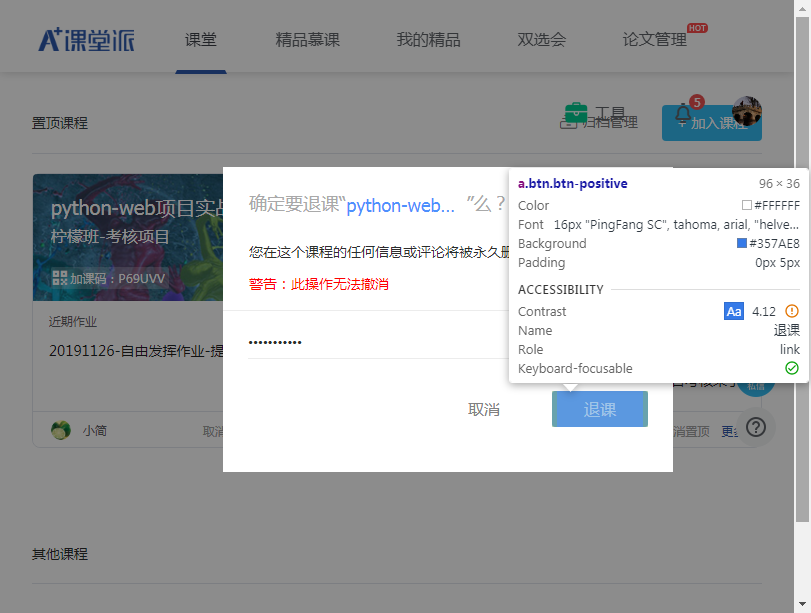 A+课堂派
课堂
精品慕课
我的精品
双选会
论文管理
HOT
置顶课程
工具
归档管理
5
+ 加入课程
python-web项目实战
柠檬班-考核项目
加课码：P69UVV
近期作业
20191126-自由发挥作业-提
小简
取消
确定要退课“python-web... ”么？
您在这个课程的任何信息或评论将被永久删
警告：此操作无法撤消
•••••••••••
取消
退课
a.btn.btn-positive
96 × 36
Color
#FFFFFF
Font
16px "PingFang SC", tahoma, arial, "helve...
Background
#357AE8
Padding
0px 5px
ACCESSIBILITY
Contrast
Aa 4.12
Name
退课
Role
link
Keyboard-focusable
私信
消置顶
更多
?
其他课程